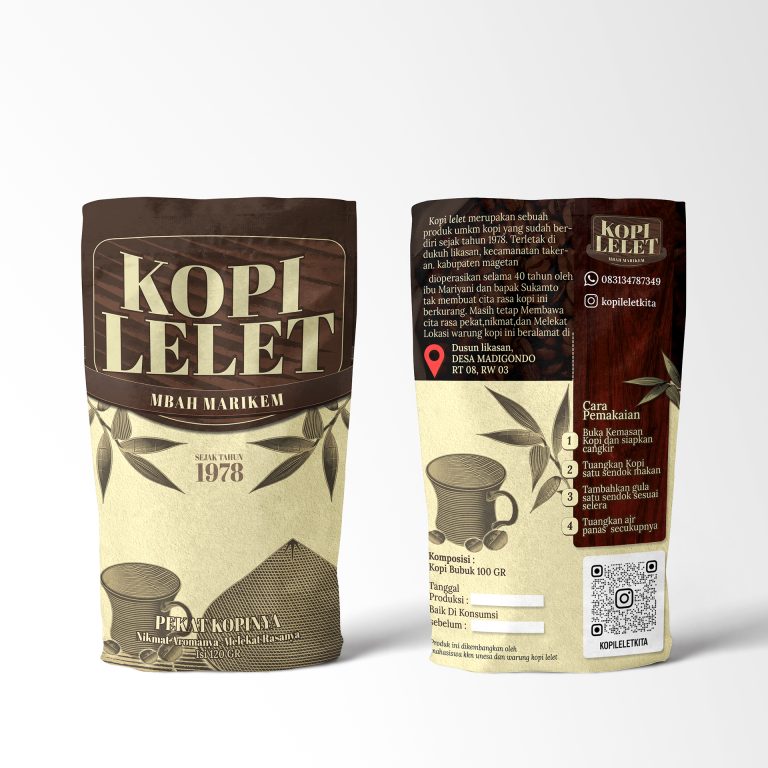 KOPI
LELET
MBAH MARIKEM
SEJAK TAHUN
1978
PEKAT KOPINYA
Nikmat Aromanya-Melekat Rasanya
Isi 120 GR
Kopi lelet merupakan sebuah
produk umkm kopi yang sudah ber-
diri sejak tahun 1978. Terletak di
dukuh likasan, kecamanatan taker-
an. kabupaten magetan
dioperasikan selama 40 tahun oleh
ibu Mariyani dan bapak Sukamto
tak membuat cita rasa kopi ini
berkurang. Masih tetap Membawa
cita rasa pekat,nikmat,dan Melekat
Lokasi warung kopi ini beralamat di
Dusun likasan,
DESA MADIGONDO
RT 08, RW 03
KOPI
LELET
MBAH MARIKEM
083134787349
kopileletkita
Cara
Pemakaian
1 Buka Kemasan
Kopi dan siapkan
cangkir
2 Tuangkan Kopi
satu sendok makan
3 Tambahkan gula
satu sendok sesuai
selera
4 Tuangkan air
panas secukupnya
Komposisi :
Kopi Bubuk 100 GR
Tanggal
Produksi :
Baik Di Konsumsi
sebelum :
produk ini dikembangkan oleh
mahasiswa kkn unesa dan warung kopi lelet
KOPILELETKITA